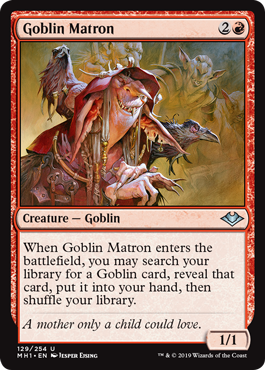 Goblin Matron 2
Creature — Goblin
When Goblin Matron enters the
battlefield, you may search your
library for a Goblin card, reveal that
card, put it into your hand, then
shuffle your library.
A mother only a child could love.
1/1
129/254 U
MH1 • EN Jesper Ejsing
™ & © 2019 Wizards of the Coast